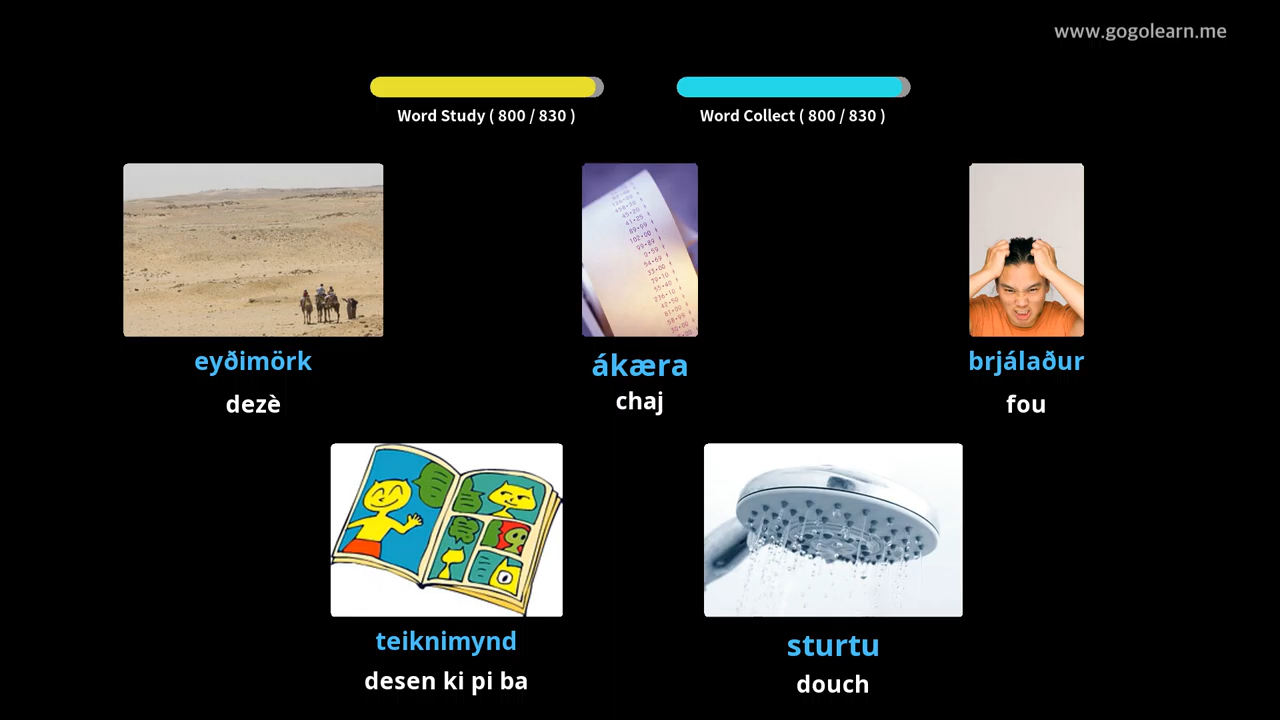 www.gogolearn.me
Word Study ( 800 / 830 )
Word Collect ( 800 / 830 )
eyðimörk
dezè
ákæra
chaj
brjálaður
fou
teiknimynd
desen ki pi ba
sturtu
douch